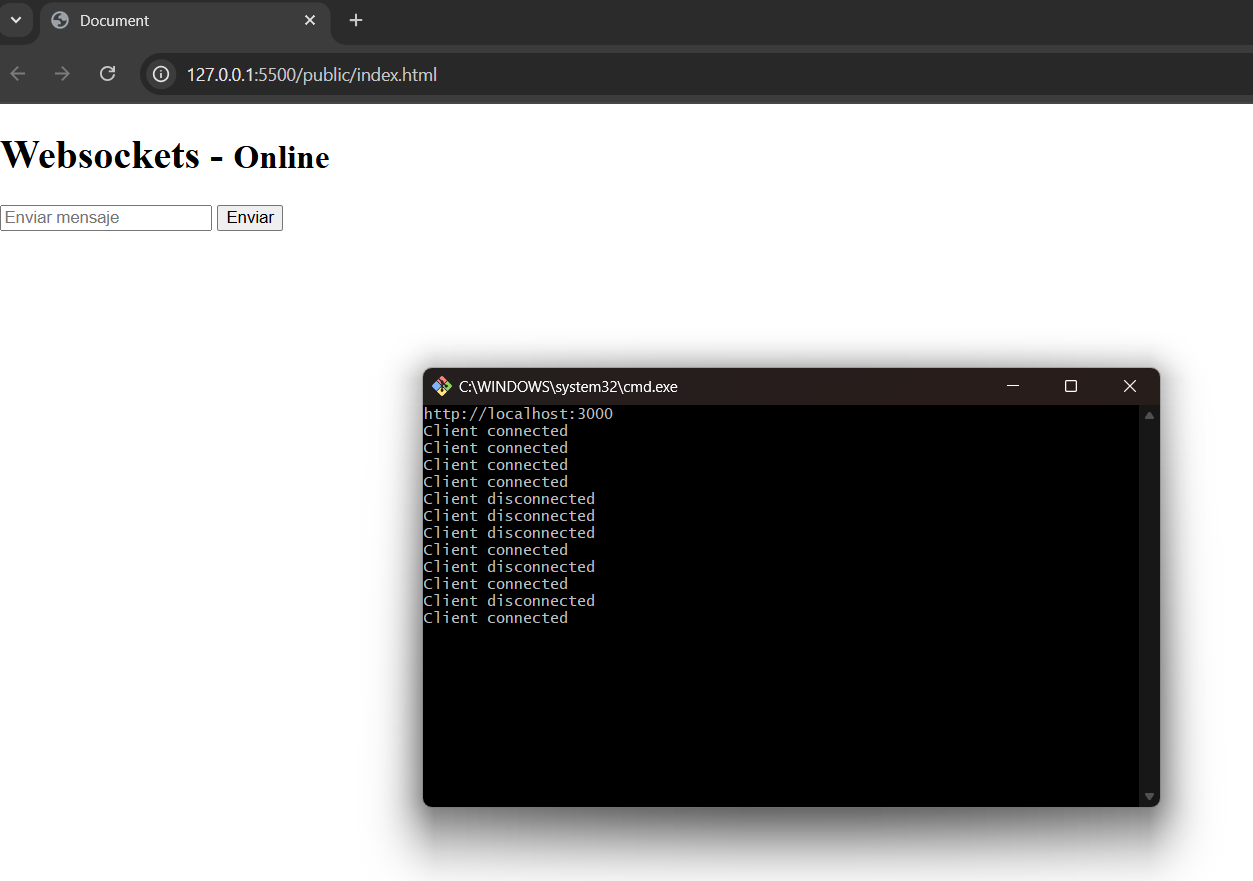 Document
127.0.0.1:5500/public/index.html
Websockets - Online
Enviar mensaje Enviar
C:\WINDOWS\system32\cmd.exe
http://localhost:3000
Client connected
Client connected
Client connected
Client connected
Client disconnected
Client disconnected
Client disconnected
Client connected
Client disconnected
Client connected
Client disconnected
Client connected